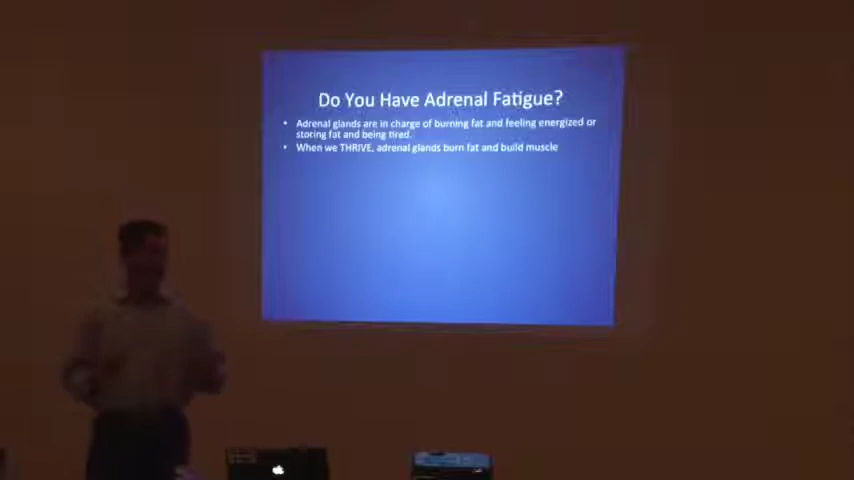 Do You Have Adrenal Fatigue?
• Adrenal glands are in charge of burning fat and feeling energized or
storing fat and being tired.
• When we THRIVE, adrenal glands burn fat and build muscle